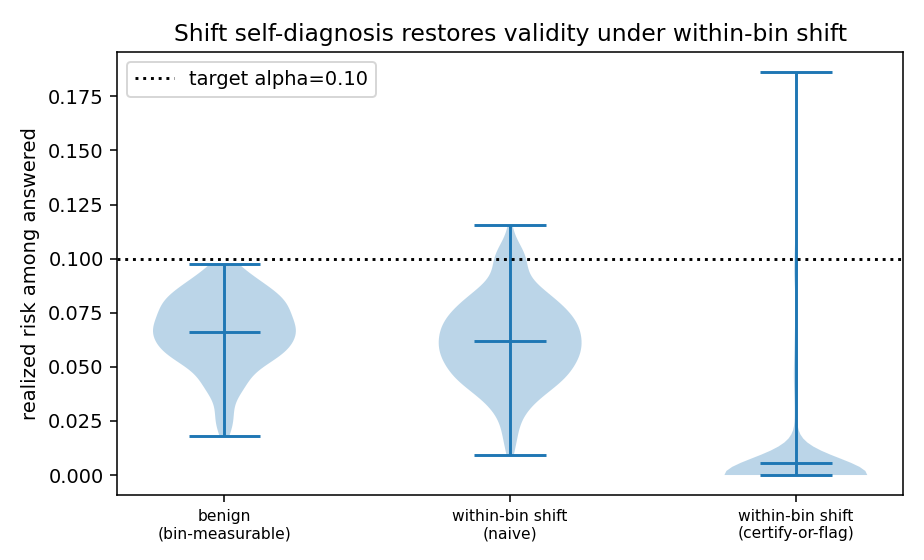 Shift self-diagnosis restores validity under within-bin shift
target alpha=0.10
realized risk among answered
0.175
0.150
0.125
0.100
0.075
0.050
0.025
0.000
benign
(bin-measurable)
within-bin shift
(naive)
within-bin shift
(certify-or-flag)